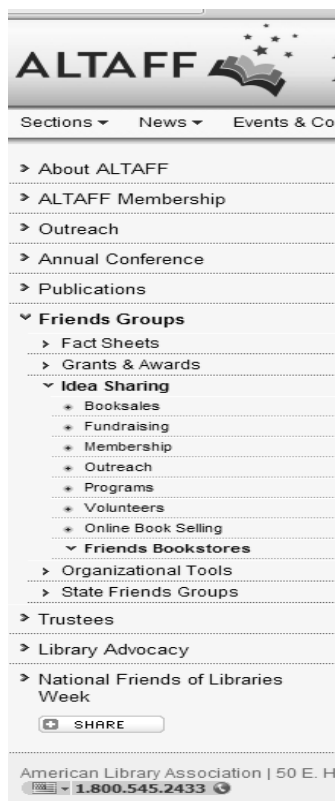 ALTAFF
Sections News Events & Co
About ALTAFF
ALTAFF Membership
Outreach
Annual Conference
Publications
Friends Groups
Fact Sheets
Grants & Awards
Idea Sharing
Booksales
Fundraising
Membership
Outreach
Programs
Volunteers
Online Book Selling
Friends Bookstores
Organizational Tools
State Friends Groups
Trustees
Library Advocacy
National Friends of Libraries
Week
SHARE
American Library Association | 50 E. H
1.800.545.2433